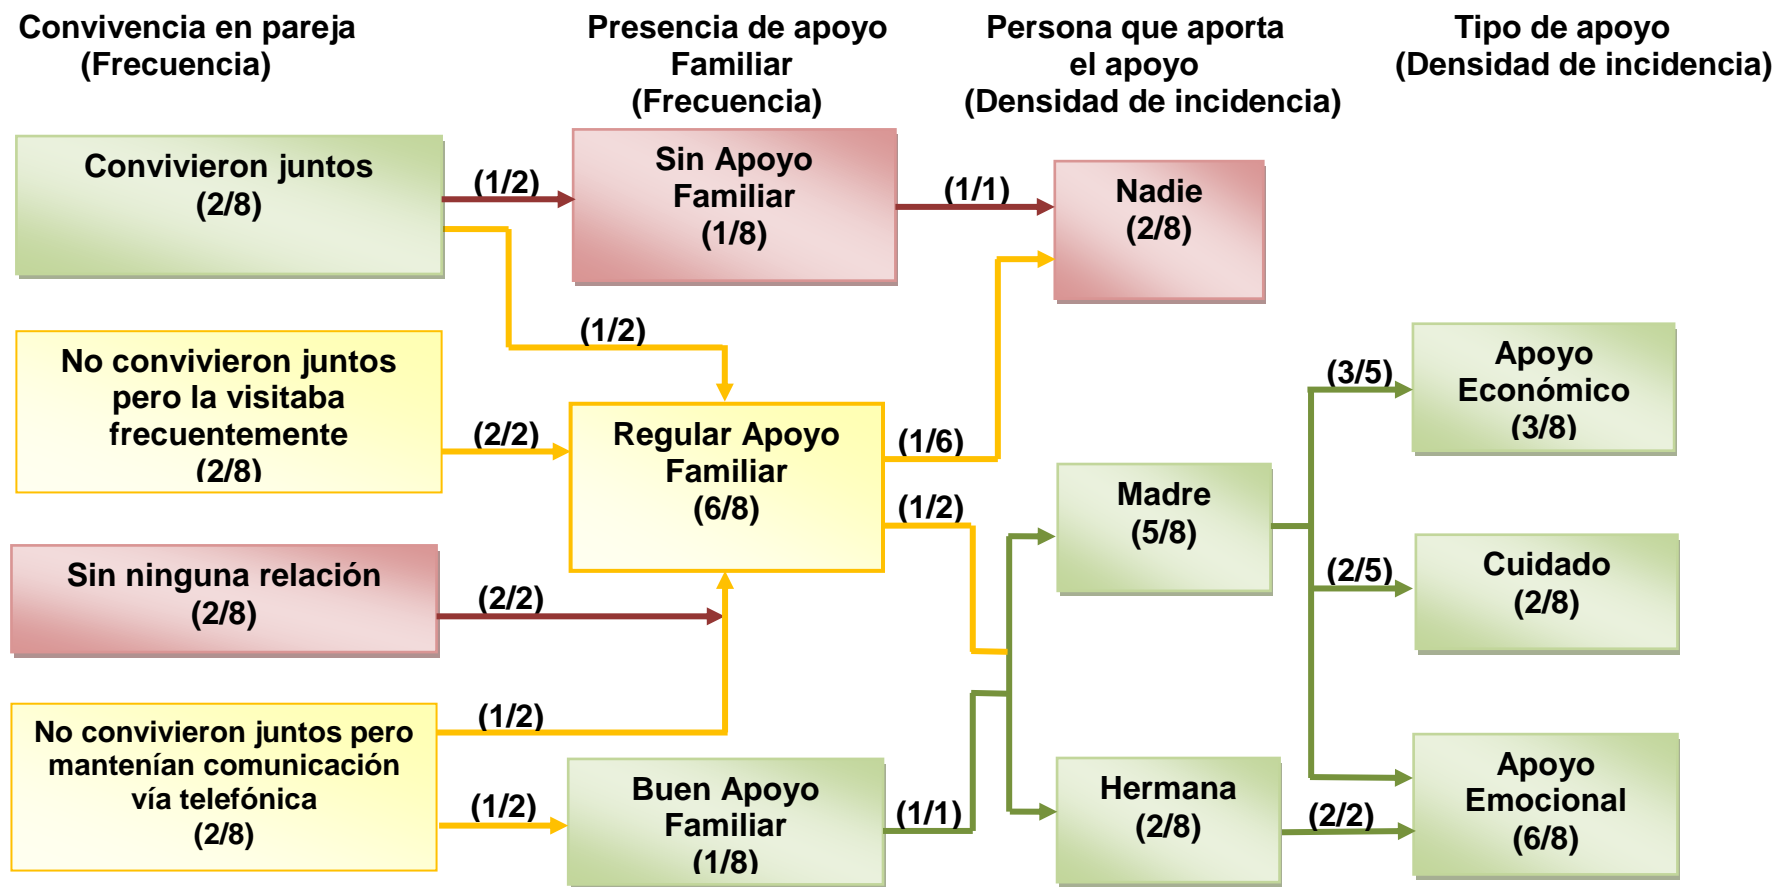 Convivencia en pareja
(Frecuencia)
Presencia de apoyo
Familiar
(Frecuencia)
Persona que aporta
el apoyo
(Densidad de incidencia)
Tipo de apoyo
(Densidad de incidencia)
Convivieron juntos
(2/8)
(1/2)
Sin Apoyo
Familiar
(1/8)
(1/1)
Nadie
(2/8)
(1/2)
No convivieron juntos
pero la visitaba
frecuentemente
(2/8)
(2/2)
Regular Apoyo
Familiar
(6/8)
(1/6)
(1/2)
Madre
(5/8)
(3/5)
Apoyo
Económico
(3/8)
(2/5)
Cuidado
(2/8)
Sin ninguna relación
(2/8)
(2/2)
No convivieron juntos pero
mantenían comunicación
vía telefónica
(2/8)
(1/2)
(1/2)
Buen Apoyo
Familiar
(1/8)
(1/1)
Hermana
(2/8)
(2/2)
Apoyo
Emocional
(6/8)